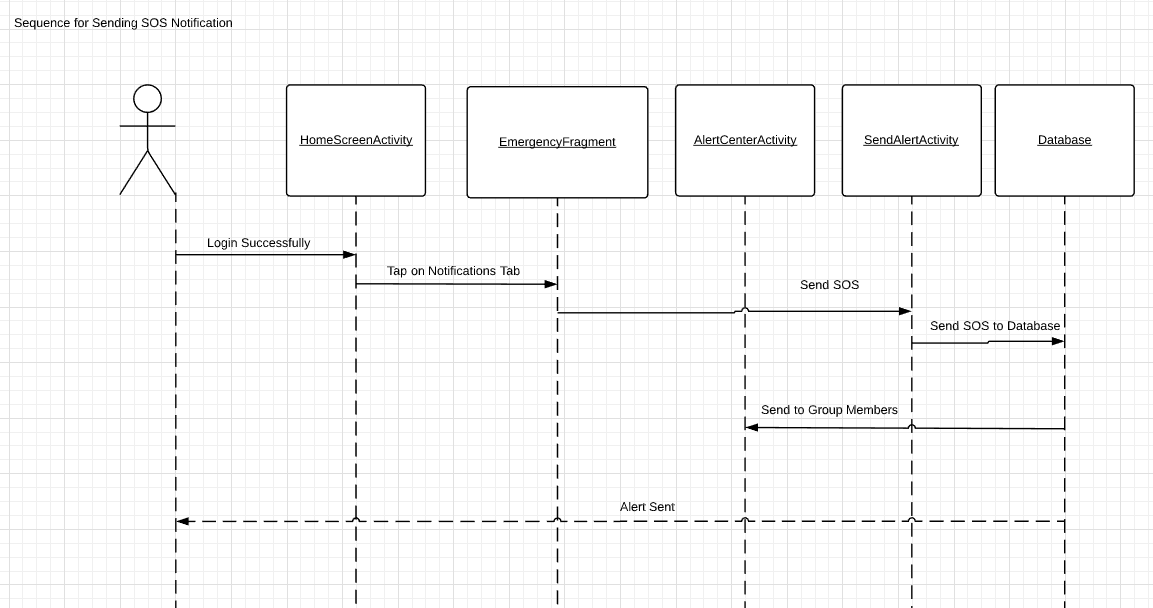 Sequence for Sending SOS Notification
HomeScreenActivity
EmergencyFragment
AlertCenterActivity
SendAlertActivity
Database
Login Successfully
Tap on Notifications Tab
Send SOS
Send SOS to Database
Send to Group Members
Alert Sent